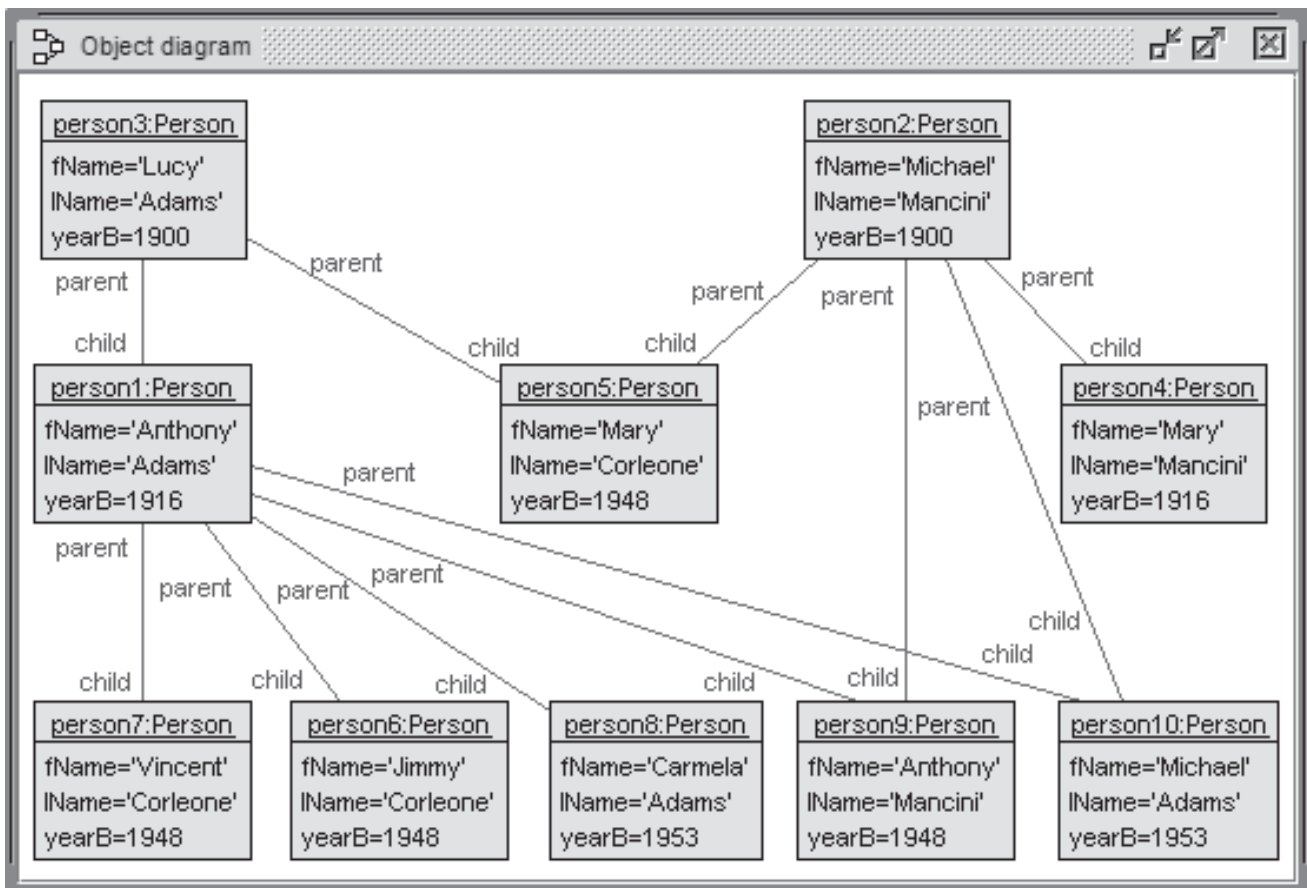 Object diagram
person3:Person
fName='Lucy'
lName='Adams'
yearB=1900
person2:Person
fName='Michael'
lName='Mancini'
yearB=1900
parent
parent
parent
parent
parent
child
child
child
child
person1:Person
fName='Anthony'
lName='Adams'
yearB=1916
person5:Person
fName='Mary'
lName='Corleone'
yearB=1948
person4:Person
fName='Mary'
lName='Mancini'
yearB=1916
parent
parent
parent
parent
parent
parent
child
child
child
child
child
child
child
person7:Person
fName='Vincent'
lName='Corleone'
yearB=1948
person6:Person
fName='Jimmy'
lName='Corleone'
yearB=1948
person8:Person
fName='Carmela'
lName='Adams'
yearB=1953
person9:Person
fName='Anthony'
lName='Mancini'
yearB=1948
person10:Person
fName='Michael'
lName='Adams'
yearB=1953